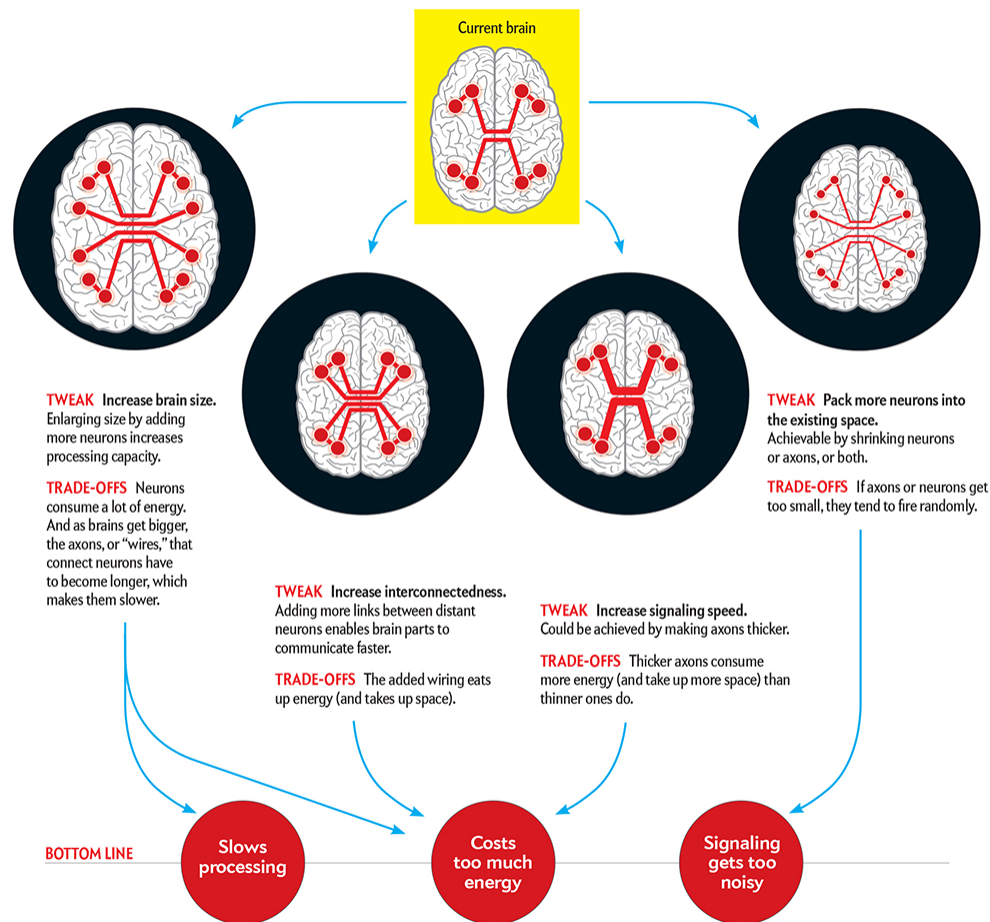 Current brain
TWEAK Increase brain size.
Enlarging size by adding
more neurons increases
processing capacity.
TRADE-OFFS Neurons
consume a lot of energy.
And as brains get bigger,
the axons, or “wires,” that
connect neurons have
to become longer, which
makes them slower.
TWEAK Increase interconnectedness.
Adding more links between distant
neurons enables brain parts to
communicate faster.
TRADE-OFFS The added wiring eats
up energy (and takes up space).
TWEAK Increase signaling speed.
Could be achieved by making axons thicker.
TRADE-OFFS Thicker axons consume
more energy (and take up more space) than
thinner ones do.
TWEAK Pack more neurons into
the existing space.
Achievable by shrinking neurons
or axons, or both.
TRADE-OFFS If axons or neurons get
too small, they tend to fire randomly.
BOTTOM LINE
Slows
processing
Costs
too much
energy
Signaling
gets too
noisy